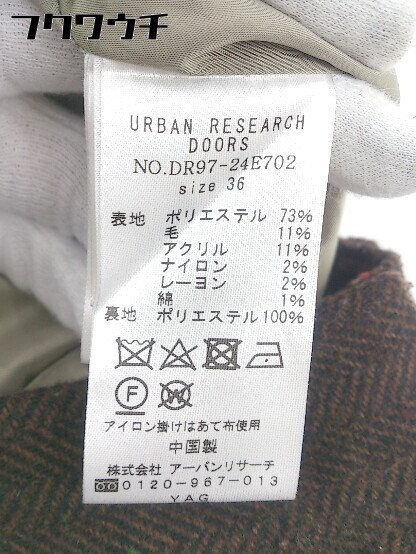 フクワウチ
URBAN RESEARCH
DOORS
NO.DR97-24E702
size 36
表地 ポリエステル 73%
毛 11%
アクリル 11%
ナイロン 2%
レーヨン 2%
綿 1%
裏地 ポリエステル 100%
F
W
アイロン掛けはあて布使用
中国製
株式会社 アーバンリサーチ
0120-967-013
YAG